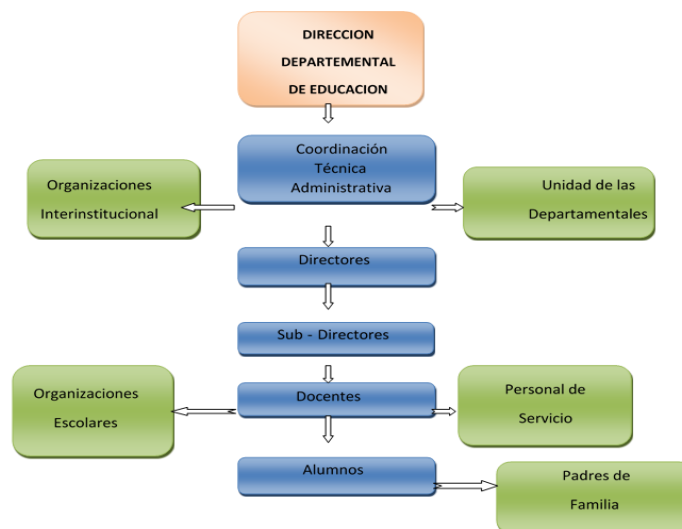 DIRECCION
DEPARTEMENTAL
DE EDUCACION
Coordinación
Técnica
Administrativa
Organizaciones
Interinstitucional
Unidad de las
Departamentales
Directores
Sub - Directores
Organizaciones
Escolares
Docentes
Personal de
Servicio
Alumnos
Padres de
Familia